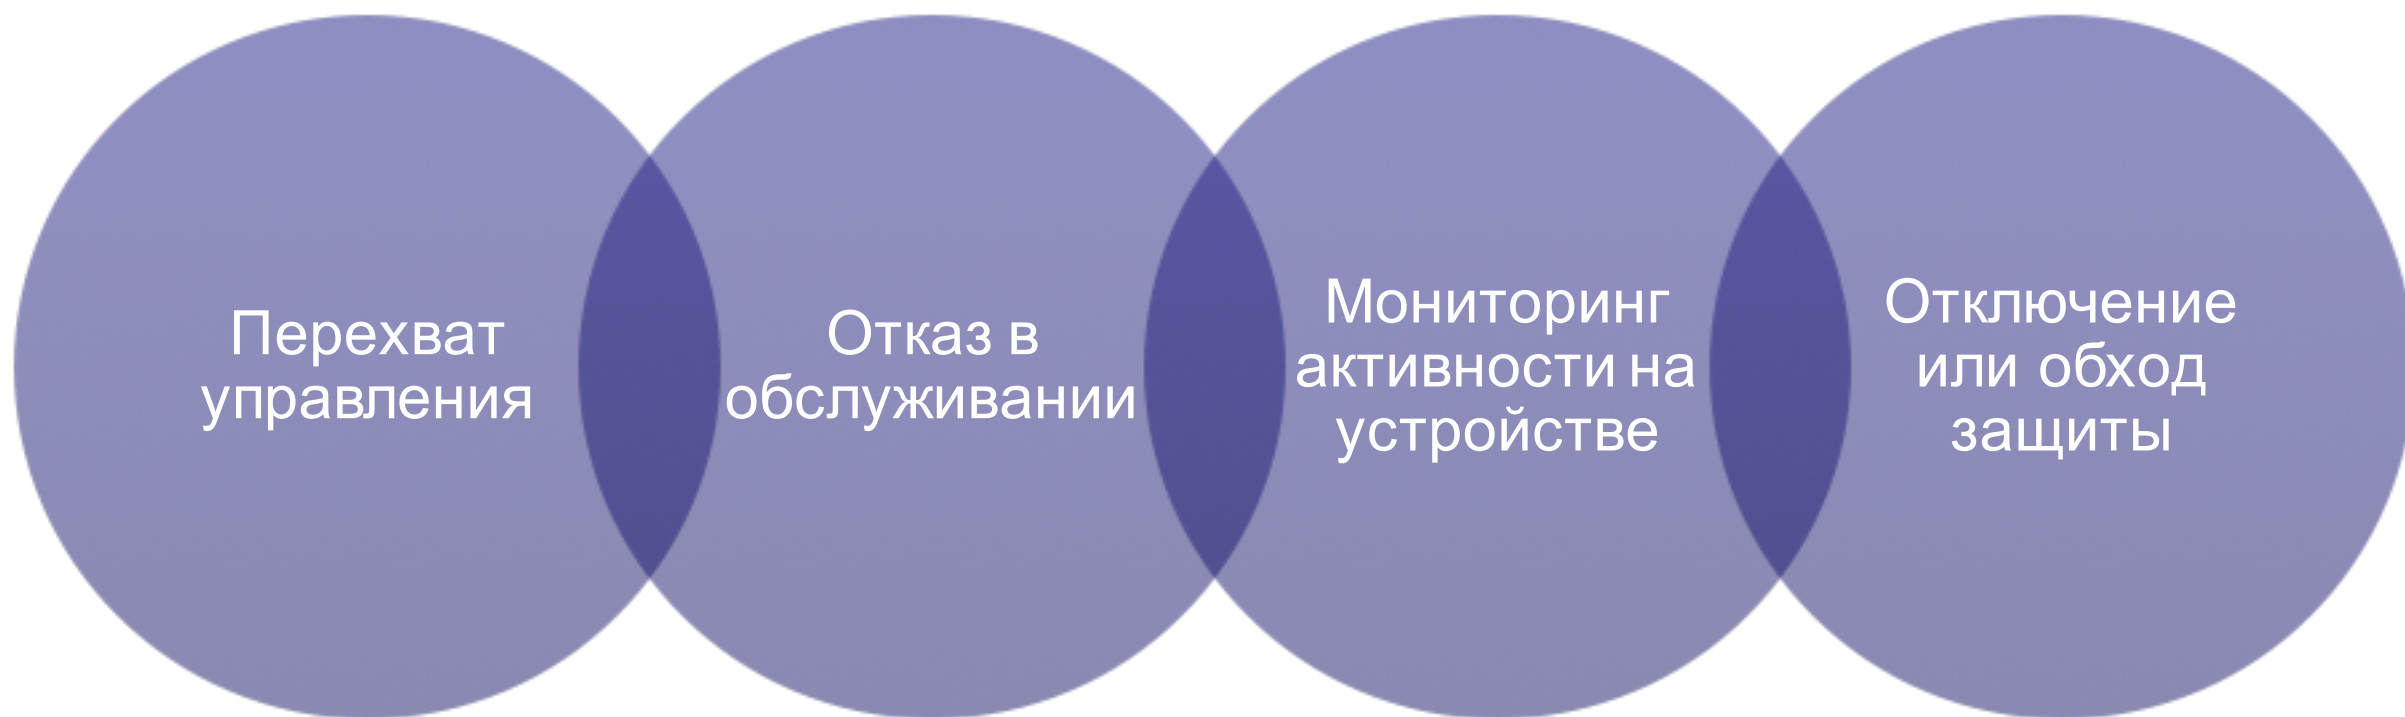 Перехват
управления
Отказ в
обслуживании
Мониторинг
активности на
устройстве
Отключение
или обход
защиты